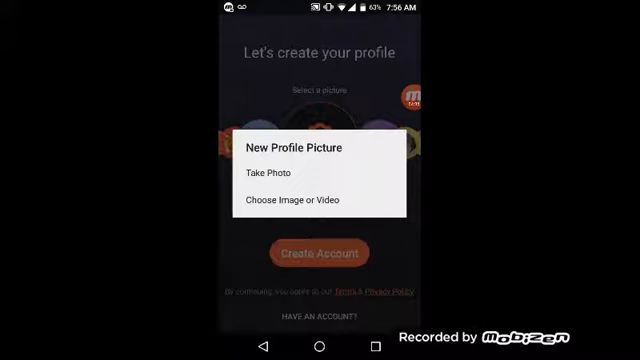 63% 7:56 AM
Let's create your profile
Select a picture
New Profile Picture
Take Photo
Choose Image or Video
Create Account
By continuing, you agree to our Terms & Privacy Policy
HAVE AN ACCOUNT?
Recorded by MOBIZEN